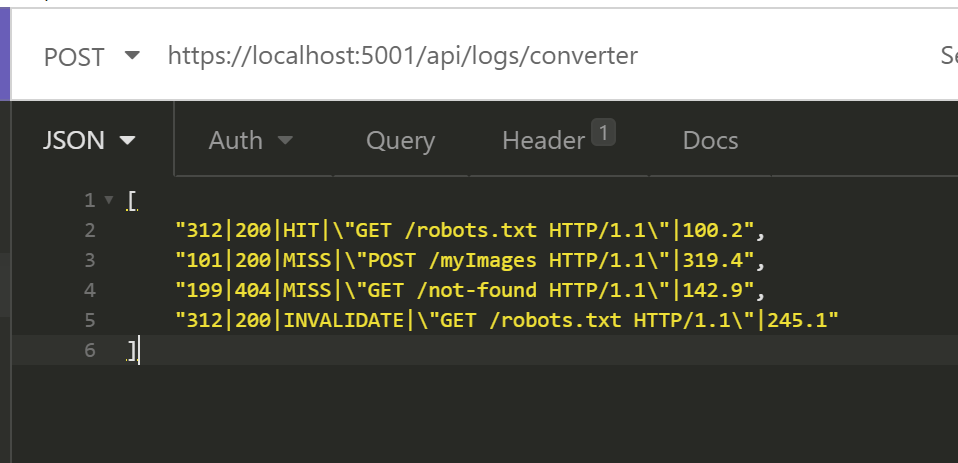 POST https://localhost:5001/api/logs/converter Se
JSON Auth Query Header 1 Docs
1 [
2 "312|200|HIT|\"GET /robots.txt HTTP/1.1\"|100.2",
3 "101|200|MISS|\"POST /myImages HTTP/1.1\"|319.4",
4 "199|404|MISS|\"GET /not-found HTTP/1.1\"|142.9",
5 "312|200|INVALIDATE|\"GET /robots.txt HTTP/1.1\"|245.1"
6 ]